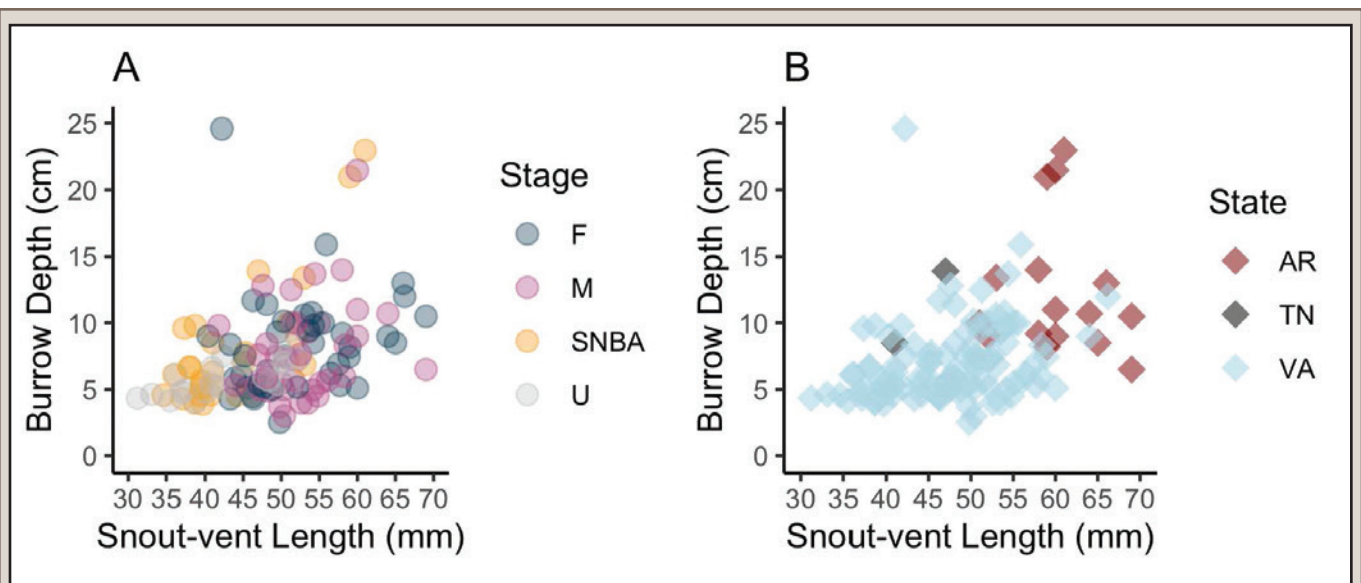 A
Burrow Depth (cm)
25
20
15
10
5
0
30 35 40 45 50 55 60 65 70
Snout-vent Length (mm)
Stage
F
M
SNBA
U
B
Burrow Depth (cm)
25
20
15
10
5
0
30 35 40 45 50 55 60 65 70
Snout-vent Length (mm)
State
AR
TN
VA